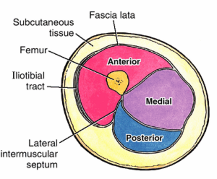 Fascia lata
Subcutaneous
tissue
Femur
Anterior
Iliotibial
tract
Medial
Posterior
Lateral
intermuscular
septum